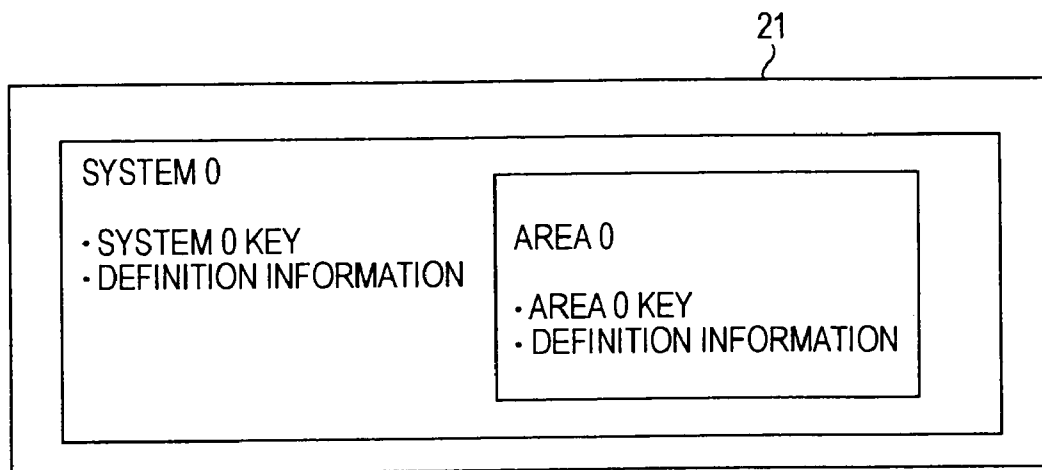 21
SYSTEM 0
· SYSTEM 0 KEY
· DEFINITION INFORMATION
AREA 0
· AREA 0 KEY
· DEFINITION INFORMATION